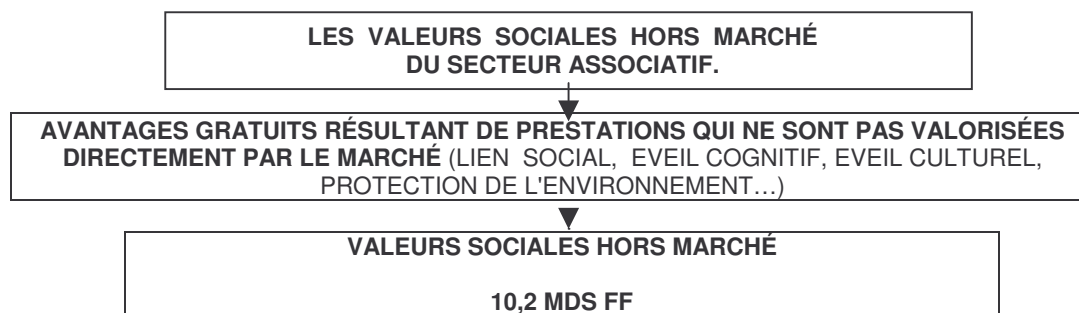 LES VALEURS SOCIALES HORS MARCHÉ
DU SECTEUR ASSOCIATIF.
AVANTAGES GRATUITS RÉSULTANT DE PRESTATIONS QUI NE SONT PAS VALORISÉES
DIRECTEMENT PAR LE MARCHÉ (LIEN SOCIAL, EVEIL COGNITIF, EVEIL CULTUREL,
PROTECTION DE L'ENVIRONNEMENT…)
VALEURS SOCIALES HORS MARCHÉ
10,2 MDS FF